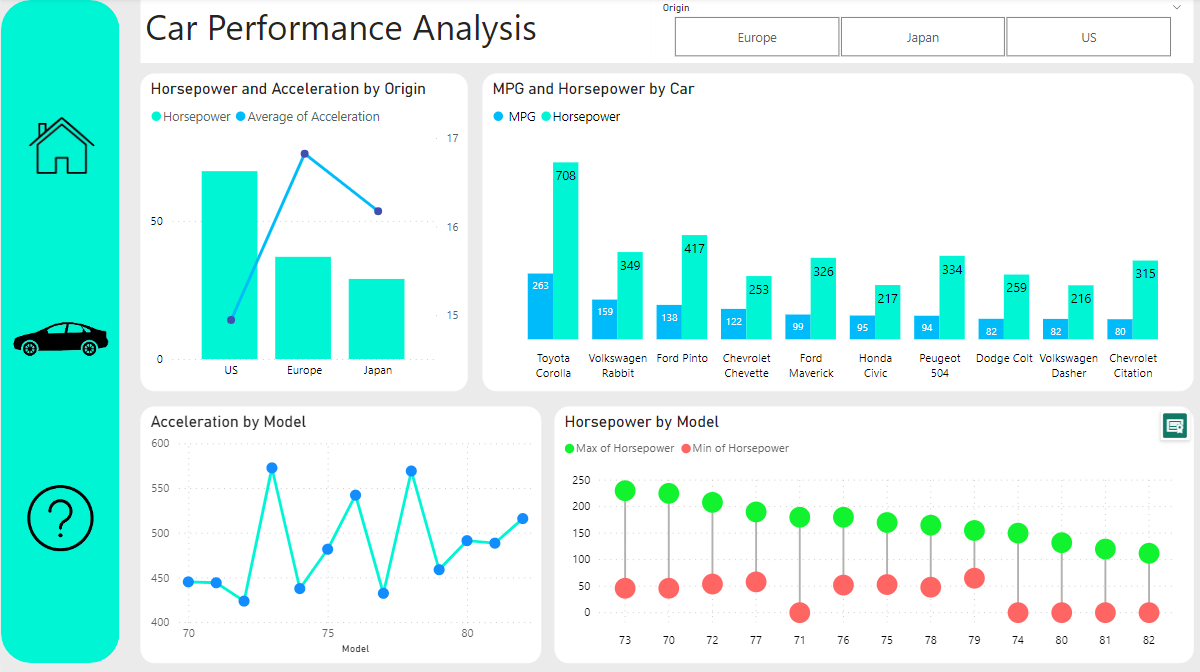 Car Performance Analysis
Origin
Europe
Japan
US
Horsepower and Acceleration by Origin
Horsepower Average of Acceleration
17
16
15
50
0
US Europe Japan
MPG and Horsepower by Car
MPG Horsepower
263 708
159 349
138 417
122 253
99 326
95 217
94 334
82 259
82 216
80 315
Toyota Corolla
Volkswagen Rabbit
Ford Pinto
Chevrolet Chevette
Ford Maverick
Honda Civic
Peugeot 504
Dodge Colt
Volkswagen Dasher
Chevrolet Citation
Acceleration by Model
600
550
500
450
400
70 75 80
Model
Horsepower by Model
Max of Horsepower Min of Horsepower
250
200
150
100
50
0
73 70 72 77 71 76 75 78 79 74 80 81 82